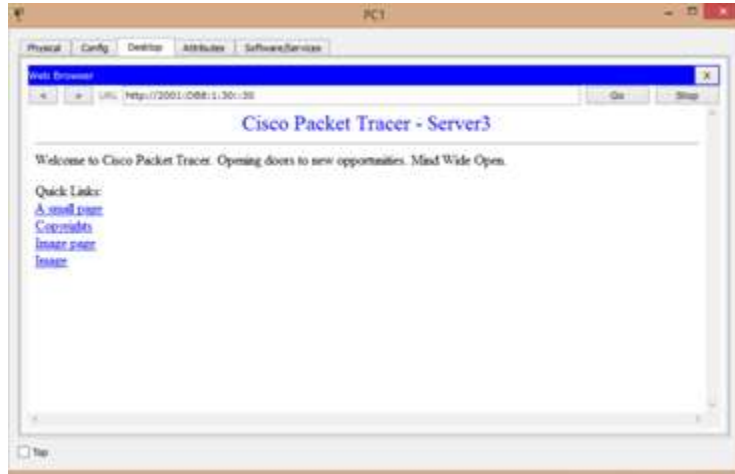 PC1
Physical Config Desktop Attributes Software/Services
Web Browser X
< > URL http://2001:DB8:1:30::30 Go Stop
Cisco Packet Tracer - Server3
Welcome to Cisco Packet Tracer. Opening doors to new opportunities. Mind Wide Open.
Quick Links:
A small page
Copyrights
Image page
Image
Top